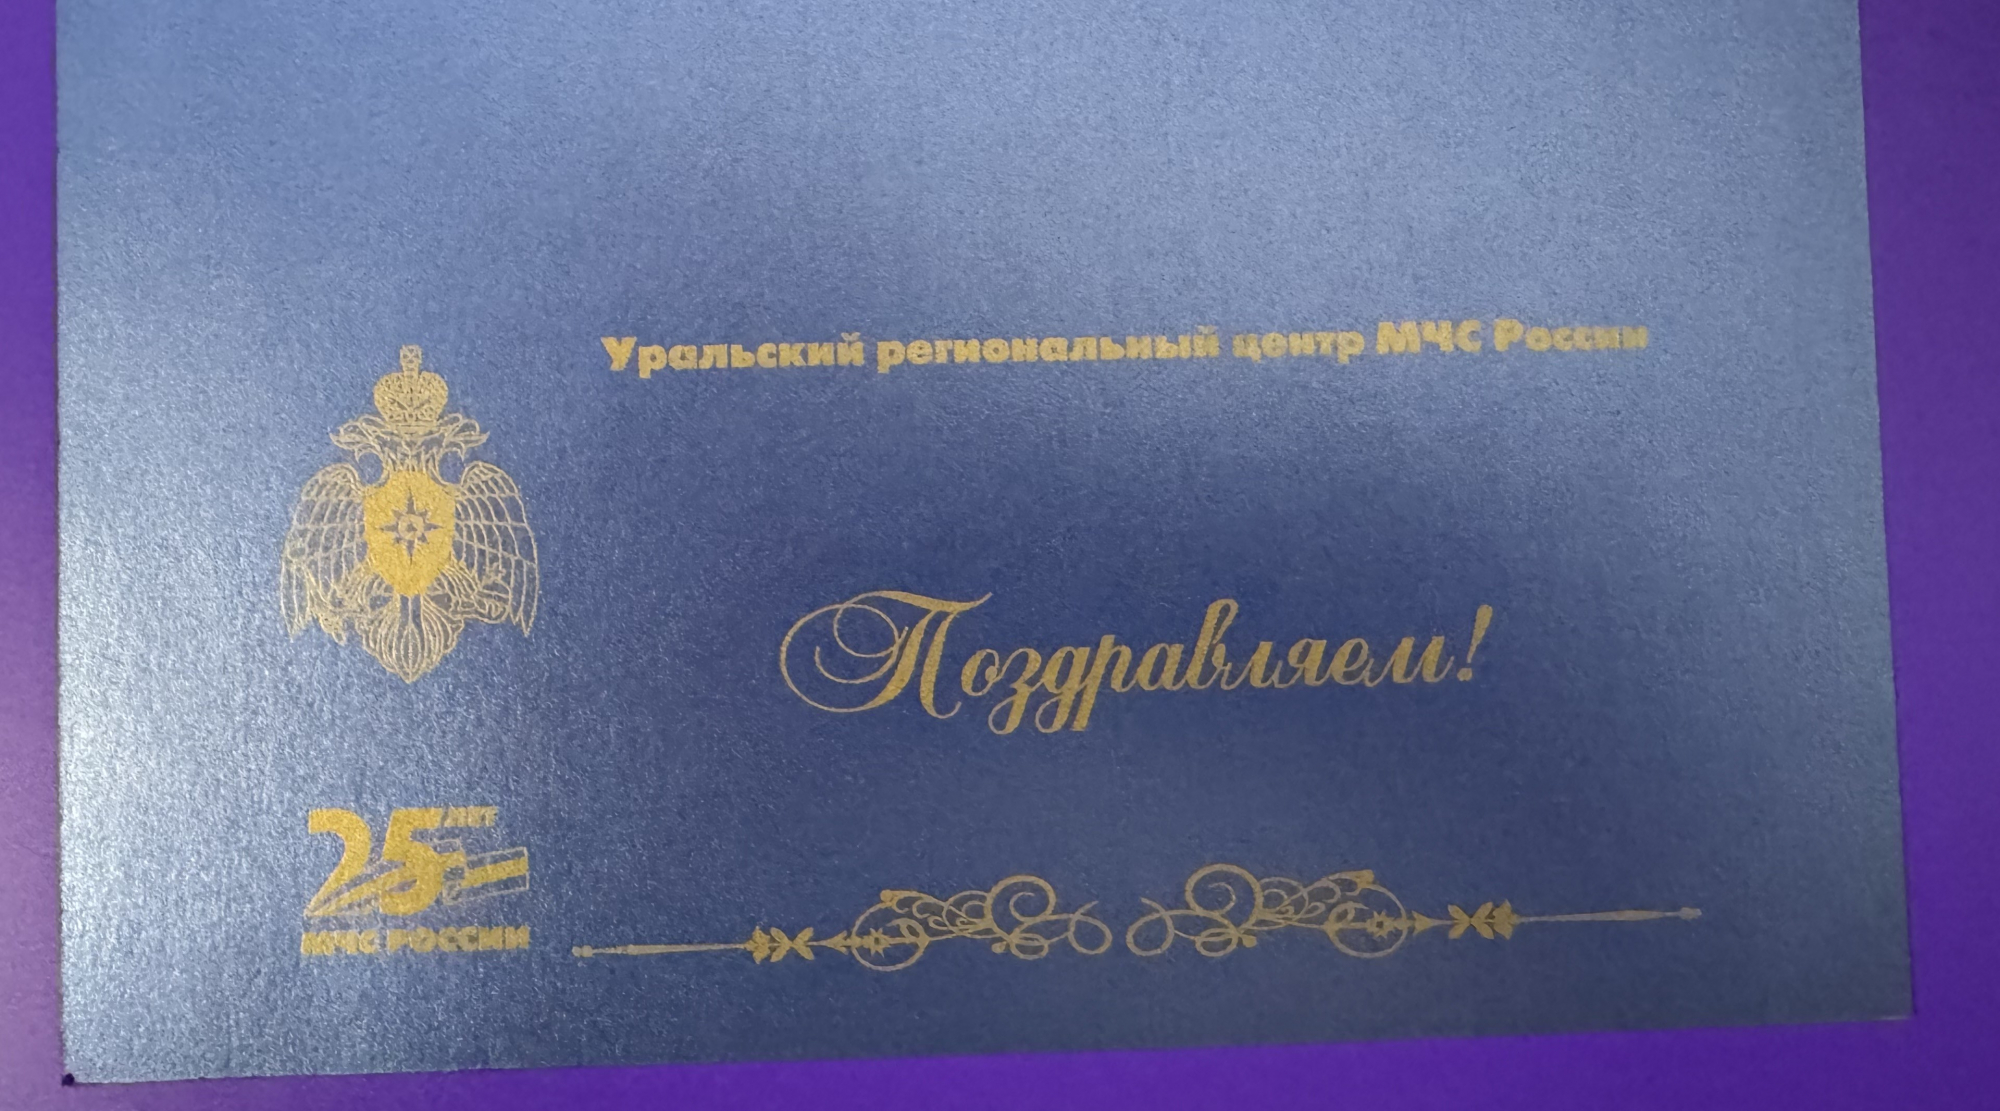 Уральский региональный центр МЧС России
Поздравляем!
25 ЛЕТ
МЧС РОССИИ